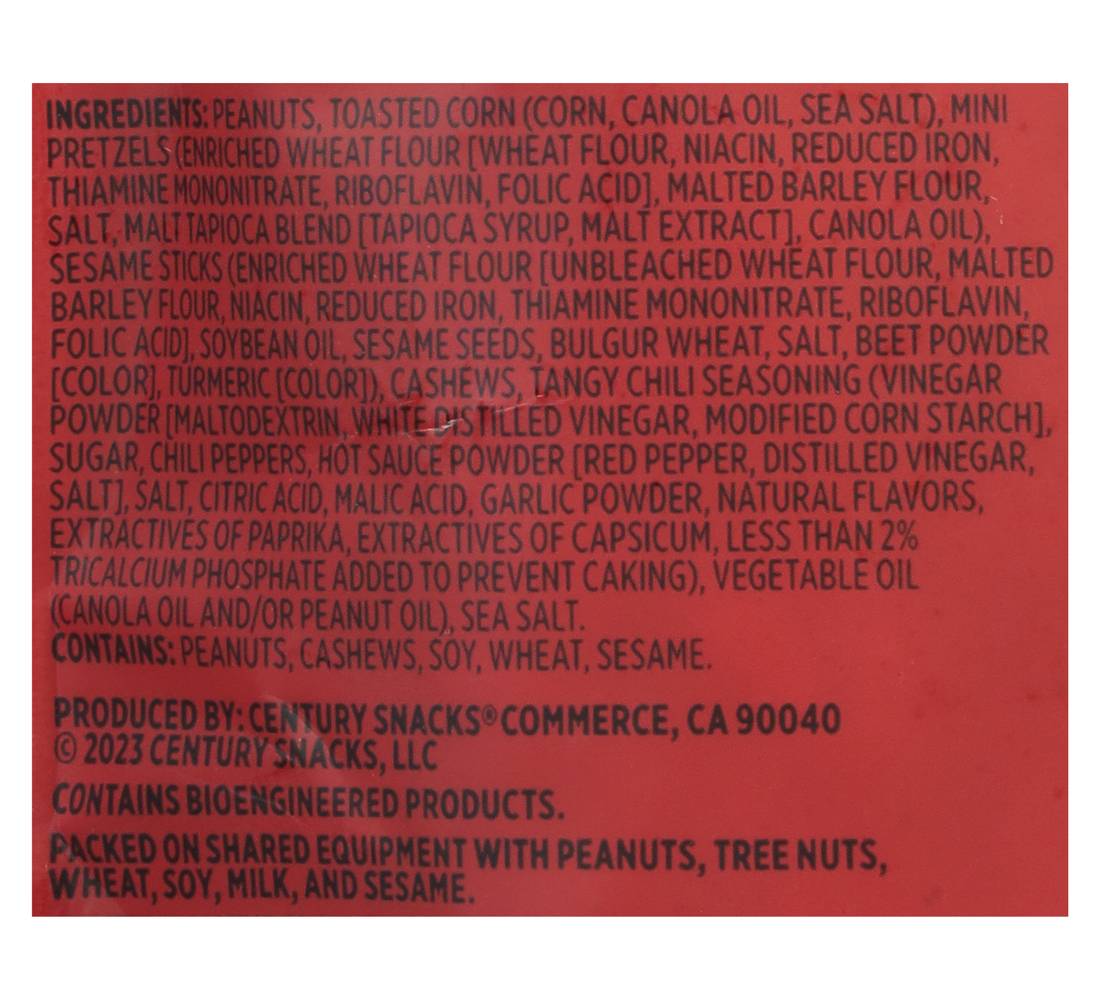 INGREDIENTS: PEANUTS, TOASTED CORN (CORN, CANOLA OIL, SEA SALT), MINI
PRETZELS (ENRICHED WHEAT FLOUR [WHEAT FLOUR, NIACIN, REDUCED IRON,
THIAMINE MONONITRATE, RIBOFLAVIN, FOLIC ACID], MALTED BARLEY FLOUR,
SALT, MALT TAPIOCA BLEND [TAPIOCA SYRUP, MALT EXTRACT], CANOLA OIL),
SESAME STICKS (ENRICHED WHEAT FLOUR [UNBLEACHED WHEAT FLOUR, MALTED
BARLEY FLOUR, NIACIN, REDUCED IRON, THIAMINE MONONITRATE, RIBOFLAVIN,
FOLIC ACID], SOYBEAN OIL, SESAME SEEDS, BULGUR WHEAT, SALT, BEET POWDER
[COLOR], TURMERIC [COLOR]), CASHEWS, TANGY CHILI SEASONING (VINEGAR
POWDER [MALTODEXTRIN, WHITE DISTILLED VINEGAR, MODIFIED CORN STARCH],
SUGAR, CHILI PEPPERS, HOT SAUCE POWDER [RED PEPPER, DISTILLED VINEGAR,
SALT], SALT, CITRIC ACID, MALIC ACID, GARLIC POWDER, NATURAL FLAVORS,
EXTRACTIVES OF PAPRIKA, EXTRACTIVES OF CAPSICUM, LESS THAN 2%
TRICALCIUM PHOSPHATE ADDED TO PREVENT CAKING), VEGETABLE OIL
(CANOLA OIL AND/OR PEANUT OIL), SEA SALT.
CONTAINS: PEANUTS, CASHEWS, SOY, WHEAT, SESAME.
PRODUCED BY: CENTURY SNACKS® COMMERCE, CA 90040
© 2023 CENTURY SNACKS, LLC
CONTAINS BIOENGINEERED PRODUCTS.
PACKED ON SHARED EQUIPMENT WITH PEANUTS, TREE NUTS,
WHEAT, SOY, MILK, AND SESAME.